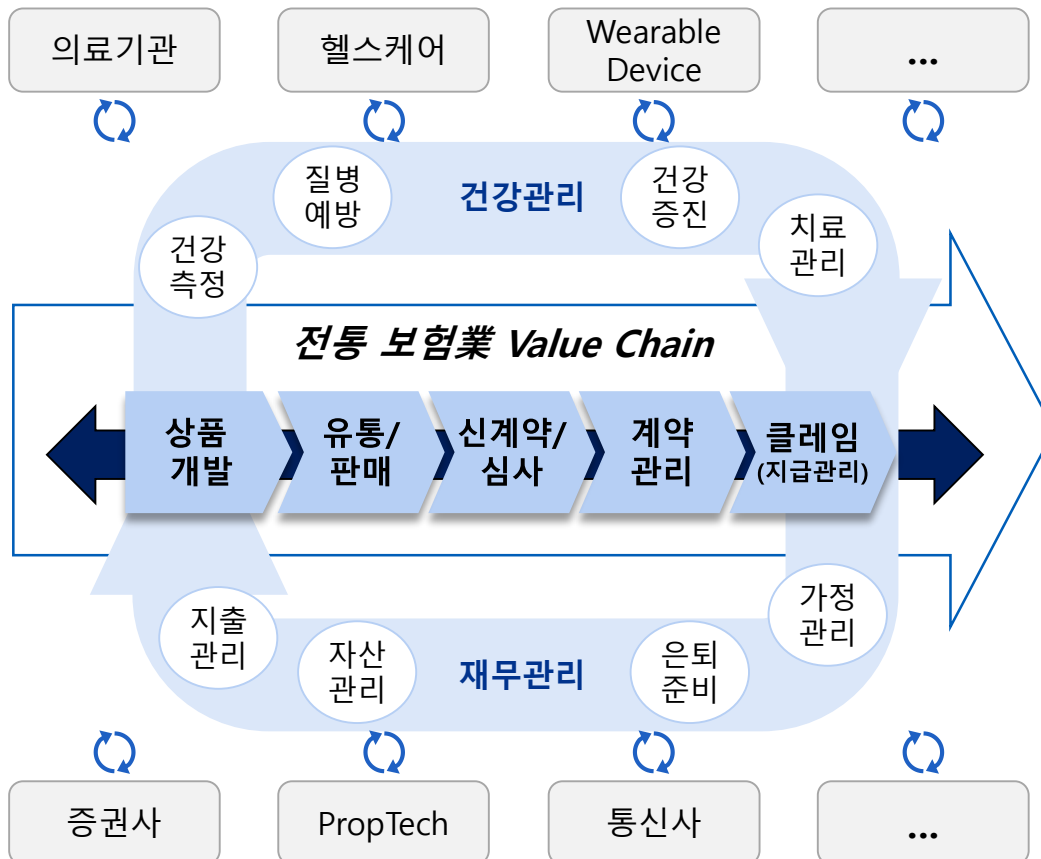 의료기관
헬스케어
Wearable
Device
...
질병
예방
건강관리
건강
증진
건강
측정
치료
관리
전통 보험業 Value Chain
상품
개발
유통/
판매
신계약/
심사
계약
관리
클레임
(지급관리)
지출
관리
자산
관리
재무관리
은퇴
준비
가정
관리
증권사
PropTech
통신사
...